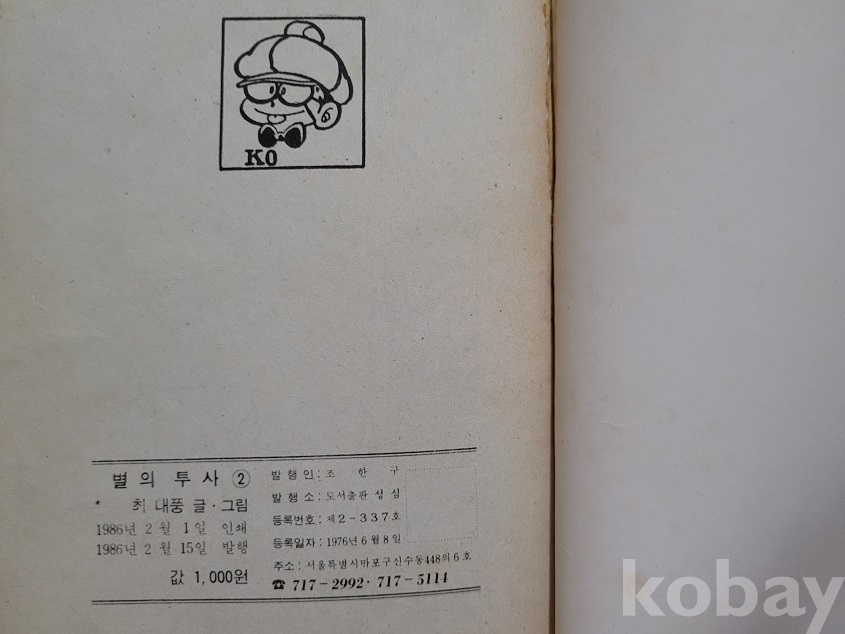 KO
별의 투사 ②
최 대풍 글·그림
1986년 2월 1일 인쇄
1986년 2월 15일 발행
값 1,000원
발행인: 조한구
발행소: 도서출판 성심
등록번호: 제2-337호
등록일자: 1976년 6월 8일
주소: 서울특별시마포구신수동448의 6호
☎ 717-2992·717-5114
kobay